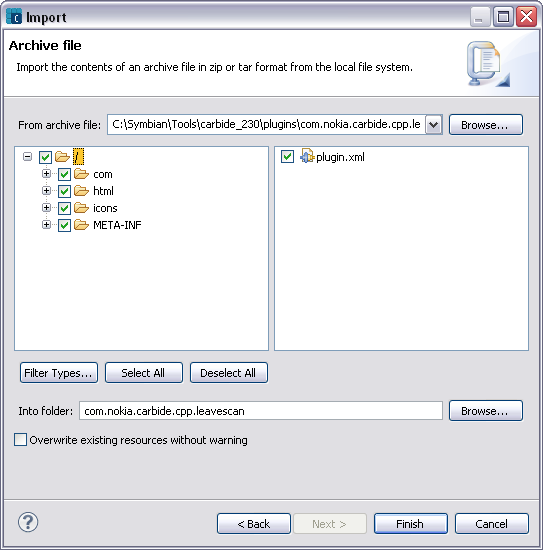 Import
Archive file
Import the contents of an archive file in zip or tar format from the local file system.
From archive file: C:\Symbian\Tools\carbide_230\plugins\com.nokia.carbide.cpp.le Browse...
/ plugin.xml
com
html
icons
META-INF
Filter Types... Select All Deselect All
Into folder: com.nokia.carbide.cpp.leavescan Browse...
Overwrite existing resources without warning
? < Back Next > Finish Cancel